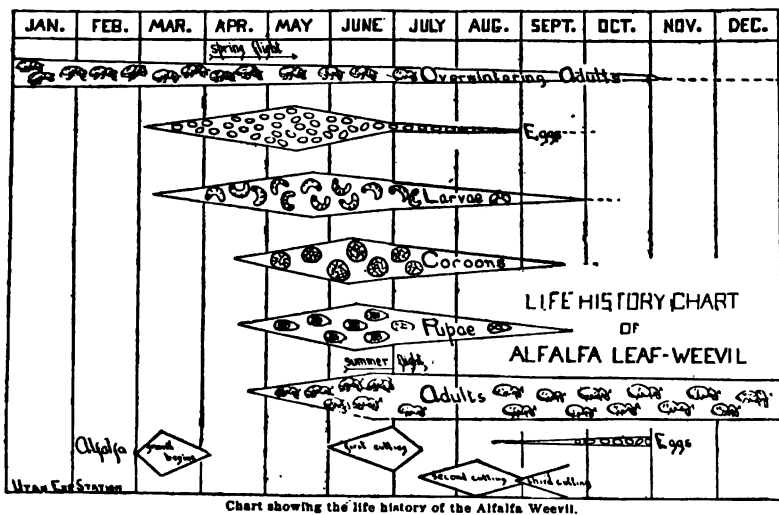 JAN. FEB. MAR. APR. MAY JUNE JULY AUG. SEPT. OCT. NOV. DEC.
spring flight
Overwintering Adults
Eggs
Larvae
Cocoons
LIFE HISTORY CHART
OF
ALFALFA LEAF-WEEVIL
Pupae
summer flight
Adults
Alfalfa
growth
begins
first cutting
Eggs
second cutting
third cutting
UTAH EXP STATION
Chart showing the life history of the Alfalfa Weevil.